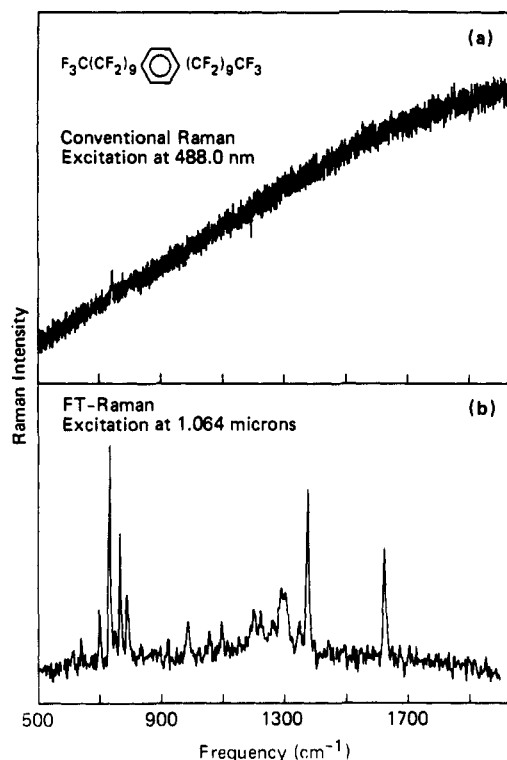 (a)
F₃C(CF₂)₉ (CF₂)₉CF₃
Conventional Raman
Excitation at 488.0 nm
Raman Intensity
FT-Raman
Excitation at 1.064 microns
(b)
500 900 1300 1700
Frequency (cm⁻¹)